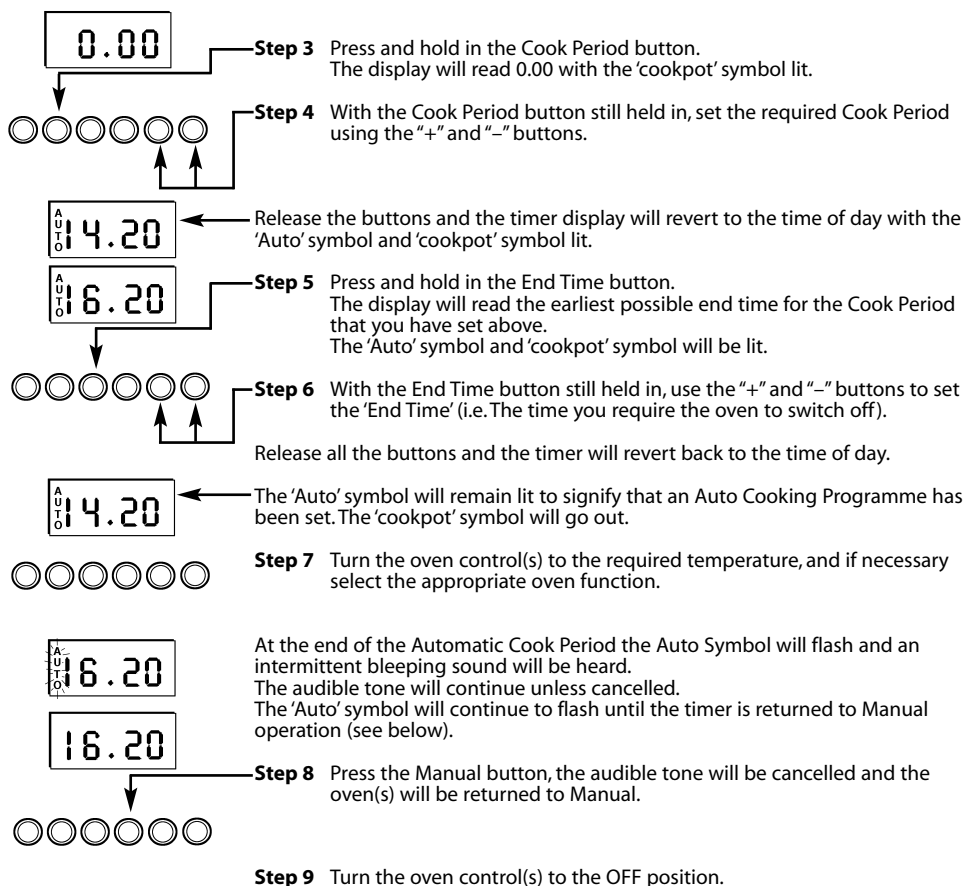 0.00
Step 3 Press and hold in the Cook Period button.
The display will read 0.00 with the 'cookpot' symbol lit.
Step 4 With the Cook Period button still held in, set the required Cook Period
using the "+" and "–" buttons.
AUTO 14.20
Release the buttons and the timer display will revert to the time of day with the
'Auto' symbol and 'cookpot' symbol lit.
AUTO 16.20
Step 5 Press and hold in the End Time button.
The display will read the earliest possible end time for the Cook Period
that you have set above.
The 'Auto' symbol and 'cookpot' symbol will be lit.
Step 6 With the End Time button still held in, use the "+" and "–" buttons to set
the 'End Time' (i.e. The time you require the oven to switch off).
Release all the buttons and the timer will revert back to the time of day.
AUTO 14.20
The 'Auto' symbol will remain lit to signify that an Auto Cooking Programme has
been set. The 'cookpot' symbol will go out.
Step 7 Turn the oven control(s) to the required temperature, and if necessary
select the appropriate oven function.
AUTO 16.20
At the end of the Automatic Cook Period the Auto Symbol will flash and an
intermittent bleeping sound will be heard.
The audible tone will continue unless cancelled.
The 'Auto' symbol will continue to flash until the timer is returned to Manual
operation (see below).
16.20
Step 8 Press the Manual button, the audible tone will be cancelled and the
oven(s) will be returned to Manual.
Step 9 Turn the oven control(s) to the OFF position.